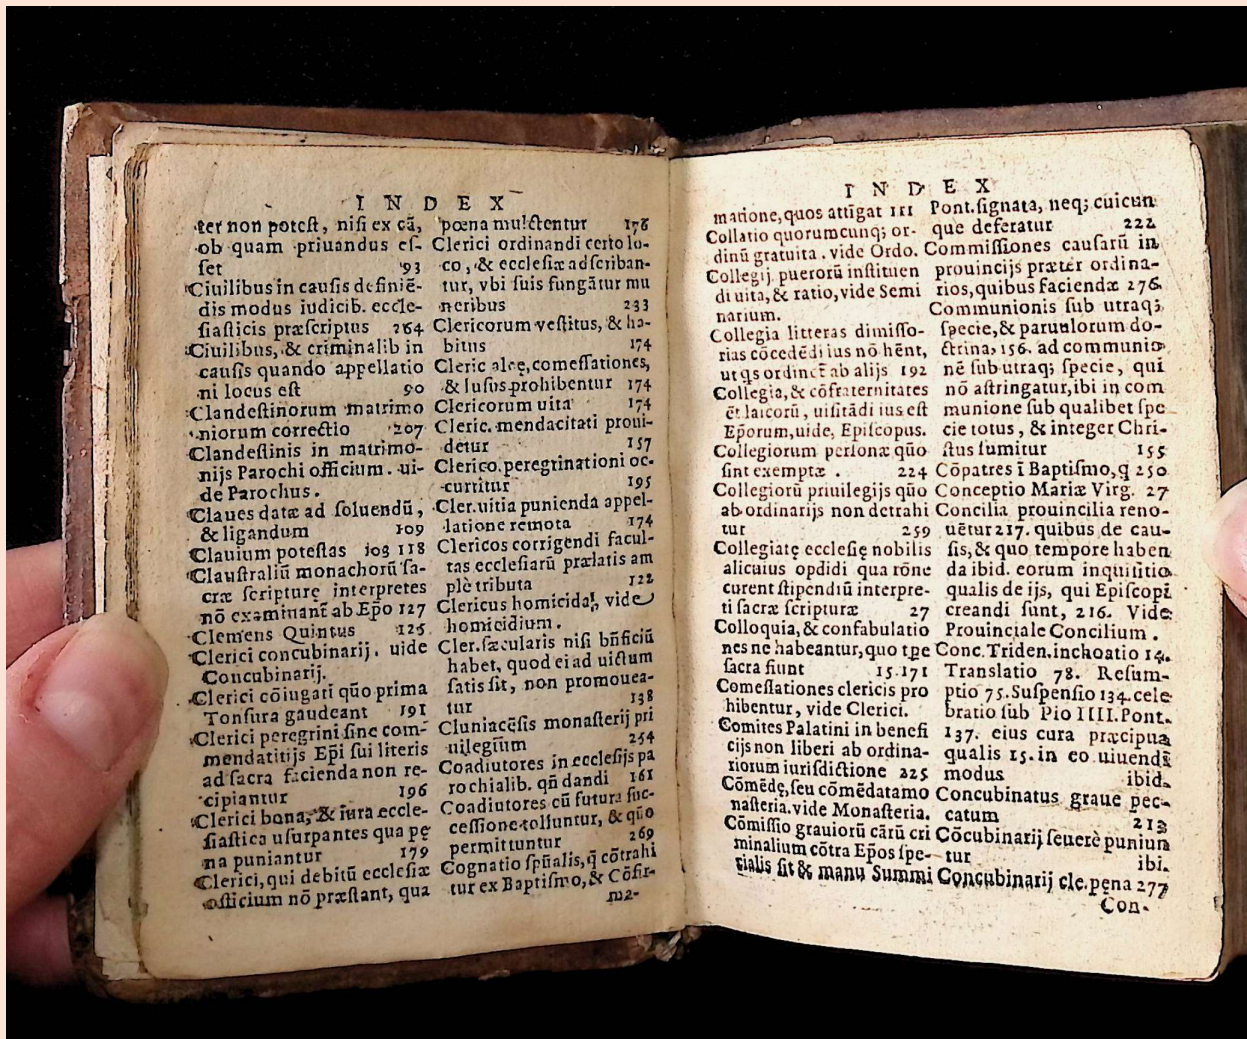 INDEX
ter non poteſt, niſi ex cā,
ob quam priuandus eſ-
ſet 93
Ciuilibus in cauſis definiē-
dis modus iudicib. eccle-
ſiaſticis præſcriptus 264
Ciuilibus, & criminalib in
cauſis quando appellatio
ni locus eſt 90
Clandeſtinorum matrimo
niorum correctio 207
Clandeſtinis in matrimo-
nijs Parochi officium. ui-
de Parochus.
Claues datæ ad ſoluendū,
& ligandum 109
Clauium poteſtas 108 118
Clauſtraliū monachorū ſa-
cræ ſcripturę interpretes
nō examinant̄ ab Ep̄o 127
Clemens Quintus 125
Clerici concubinarij. uide
Concubinarij.
Clerici cōiugati qūo prima
Tonſura gaudeant 191
Clerici peregrini ſine com-
mendatitijs Ep̄i ſui literis
ad ſacra facienda non re-
cipiantur 196
Clerici bona, & iura eccle-
ſiaſtica uſurpantes qua pę
na puniantur 179
Clerici, qui debitū eccleſiæ
officium nō præſtant, qua
pœna mulctentur 178
Clerici ordinandi certo lo-
co, & eccleſiæ adſcriban-
tur, vbi ſuis fungātur mu
neribus 233
Clericorum veſtitus, & ha-
bitus 174
Cleric. aleę, comeſſationes,
& luſus prohibentur 174
Clericorum uita 174
Cleric. mendacitati proui-
detur 157
Clerico. peregrinationi oc-
curritur 195
Cler. uitia punienda appel-
latione remota 174
Clericos corrigendi facul-
tas eccleſiarū prælatis am
plè tributa 122
Clericus homicida, vide
homicidium.
Cler. ſæcularis niſi bn̄ficiū
habet, quod ei ad uictum
ſatis ſit, non promouea-
tur 138
Cluniacēſis monaſterij pri
uilegium 254
Coadiutores in eccleſijs pa
rochialib. qn̄ dandi 161
Coadiutores cū futura ſuc-
ceſſione tolluntur, & qūo
permittuntur 269
Cognatio ſpūalis, q̄ cōtrahi
tur ex Baptiſmo, & Cōfir-
ma-
INDEX
matione, quos attigat 111
Collatio quorumcunq; or-
dinū gratuita. vide Ordo.
Collegij puerorū inſtituen
di uita, & ratio, vide Semi
narium.
Collegia litteras dimiſſo-
rias cōcedēdi ius nō hēnt,
ut qs ordinet̄ ab alijs 192
Collegia, & cōfraternitates
et̄ laicorū, uiſitādi ius eſt
Ep̄orum, uide, Epiſcopus.
Collegiorum perſonæ qūo
ſint exemptæ. 224
Collegiorū priuilegijs qūo
ab ordinarijs non detrahi
tur 259
Collegiatę eccleſię nobilis
alicuius opdidi qua rōne
curent ſtipendiū interpre-
ti ſacræ ſcripturæ 27
Colloquia, & confabulatio
nes ne habeantur, quo tp̄e
ſacra fiunt 15.171
Comeſſationes clericis pro
hibentur, vide Clerici.
Comites Palatini in benefi
cijs non liberi ab ordina-
riorum iuriſdictione 225
Cōmēdę, ſeu cōmēdatamo
naſteria. vide Monaſteria.
Cōmiſſio grauiorū cārū cri
minalium cōtra Ep̄os ſpe-
cialis ſit & manu Summi
Pont. ſignata, neq; cuicun
que deferatur 222
Commiſſiones cauſarū in
prouincijs præter ordina-
rios, quibus faciendæ 276.
Communionis ſub utraq;
ſpecie, & paruulorum do-
ctrina, 156. ad communio
nē ſub utraq; ſpecie, qui
nō aſtringatur, ibi in com
munione ſub qualibet ſpe
cie totus, & integer Chri-
ſtus ſumitur 155
Cōpatres ī Baptiſmo, q 250
Conceptio Mariæ Virg. 27
Concilia prouincilia reno-
uētur 217. quibus de cau-
ſis, & quo tempore haben
da ibid. eorum inquiſitio
qualis de ijs, qui Epiſcopi
creandi ſunt, 216. Vide
Prouinciale Concilium.
Conc. Triden. inchoatio 14.
Translatio 78. Reſum-
ptio 75. Suſpenſio 134. cele
bratio ſub Pio IIII. Pont.
137. eius cura præcipua
qualis 15. in eo uiuendi
modus ibid.
Concubinatus graue pec-
catum 213
Cōcubinarij ſeuerè puniun
tur ibi.
Concubinarij cle. pęna 277
Con-